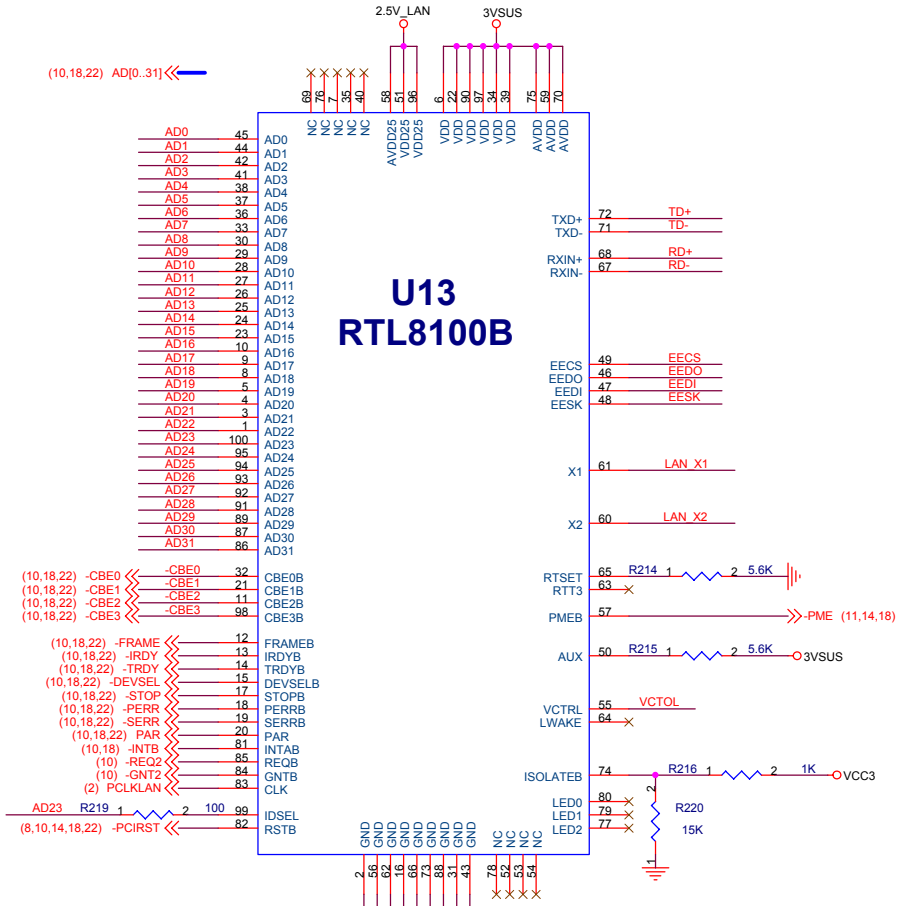 2.5V_LAN 3VSUS
(10,18,22) AD[0..31]
69 76 7 35 40 58 51 96 6 22 90 97 34 39 75 59 70
NC NC NC NC NC AVDD25 VDD25 VDD25 VDD VDD VDD VDD VDD VDD AVDD AVDD AVDD
U13
RTL8100B
AD0 45 AD0
AD1 44 AD1
AD2 42 AD2
AD3 41 AD3
AD4 38 AD4
AD5 37 AD5
AD6 36 AD6
AD7 33 AD7
AD8 30 AD8
AD9 29 AD9
AD10 28 AD10
AD11 27 AD11
AD12 26 AD12
AD13 25 AD13
AD14 24 AD14
AD15 23 AD15
AD16 10 AD16
AD17 9 AD17
AD18 8 AD18
AD19 5 AD19
AD20 4 AD20
AD21 3 AD21
AD22 1 AD22
AD23 100 AD23
AD24 95 AD24
AD25 94 AD25
AD26 93 AD26
AD27 92 AD27
AD28 91 AD28
AD29 89 AD29
AD30 87 AD30
AD31 86 AD31
(10,18,22) -CBE0 -CBE0 32 CBE0B
(10,18,22) -CBE1 -CBE1 21 CBE1B
(10,18,22) -CBE2 -CBE2 11 CBE2B
(10,18,22) -CBE3 -CBE3 98 CBE3B
(10,18,22) -FRAME 12 FRAMEB
(10,18,22) -IRDY 13 IRDYB
(10,18,22) -TRDY 14 TRDYB
(10,18,22) -DEVSEL 15 DEVSELB
(10,18,22) -STOP 17 STOPB
(10,18,22) -PERR 18 PERRB
(10,18,22) -SERR 19 SERRB
(10,18,22) PAR 20 PAR
(10,18) -INTB 81 INTAB
(10) -REQ2 85 REQB
(10) -GNT2 84 GNTB
(2) PCLKLAN 83 CLK
AD23 R219 1 2 100 99 IDSEL
(8,10,14,18,22) -PCIRST 82 RSTB
TXD+ 72 TD+
TXD- 71 TD-
RXIN+ 68 RD+
RXIN- 67 RD-
EECS 49 EECS
EEDO 46 EEDO
EEDI 47 EEDI
EESK 48 EESK
X1 61 LAN_X1
X2 60 LAN_X2
RTSET 65 R214 1 2 5.6K
RTT3 63
PMEB 57 -PME (11,14,18)
AUX 50 R215 1 2 5.6K 3VSUS
VCTRL 55 VCTOL
LWAKE 64
ISOLATEB 74 R216 1 2 1K VCC3
LED0 80
LED1 79
LED2 77
2 R220 15K 1
GND GND GND GND GND GND GND GND GND NC NC NC NC
2 56 62 16 66 73 88 31 43 78 52 53 54